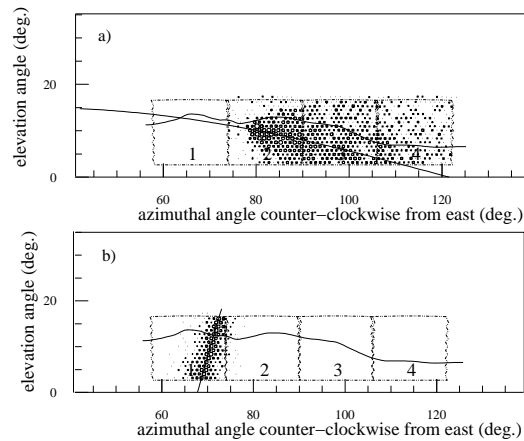 a)
elevation angle (deg.)
20
0
1 2 4
60 80 100 120
azimuthal angle counter−clockwise from east (deg.)
b)
elevation angle (deg.)
20
0
1 2 3 4
60 80 100 120
azimuthal angle counter−clockwise from east (deg.)